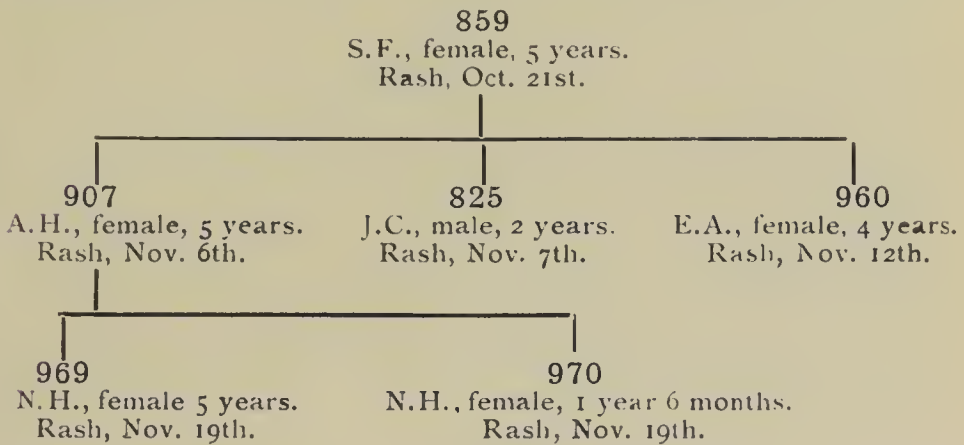 859
S.F., female, 5 years.
Rash, Oct. 21st.
907
A.H., female, 5 years.
Rash, Nov. 6th.
825
J.C., male, 2 years.
Rash, Nov. 7th.
960
E.A., female, 4 years.
Rash, Nov. 12th.
969
N.H., female 5 years.
Rash, Nov. 19th.
970
N.H., female, 1 year 6 months.
Rash, Nov. 19th.